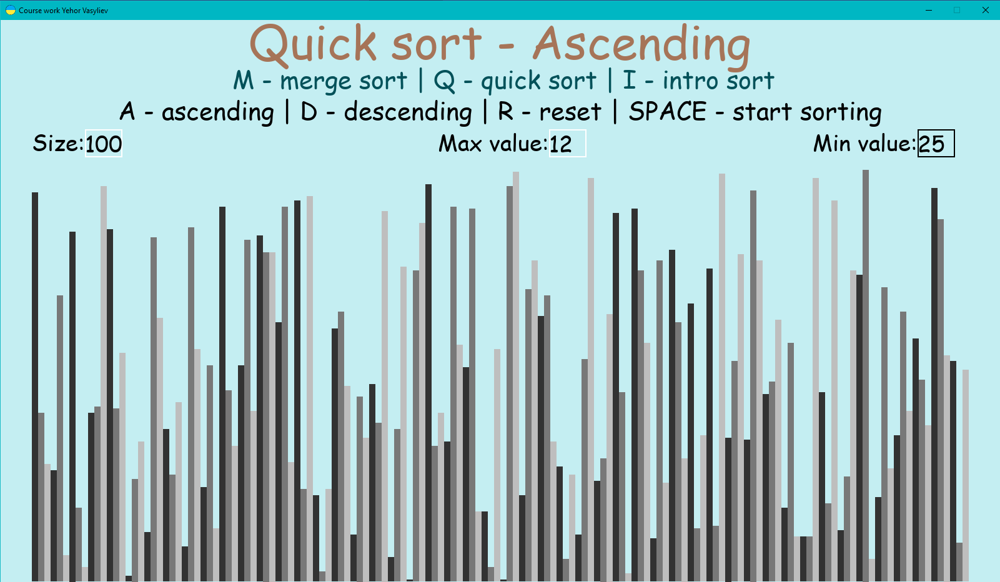 Course work Yehor Vasyliev
Quick sort - Ascending
M - merge sort | Q - quick sort | I - intro sort
A - ascending | D - descending | R - reset | SPACE - start sorting
Size:100 Max value:12 Min value:25